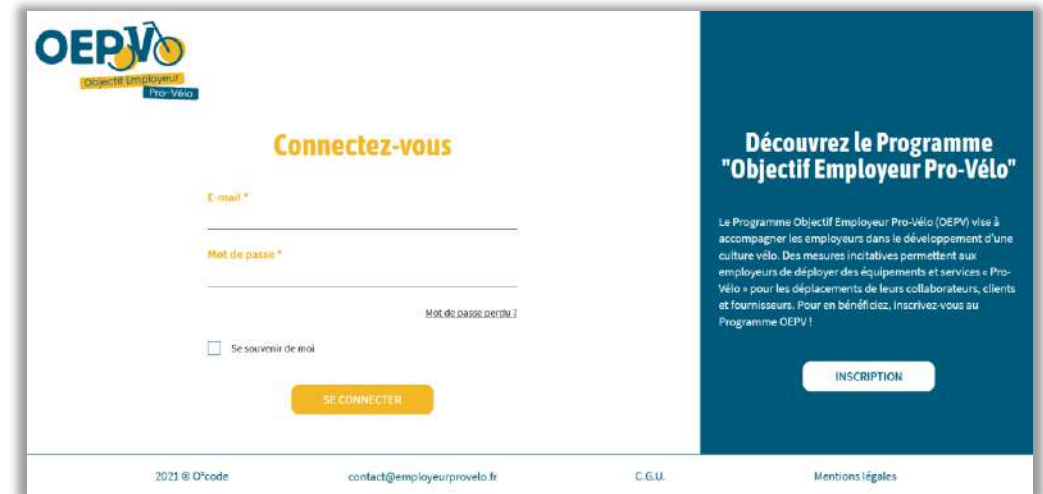 OEPV
Objectif Employeur
Pro-Vélo
Connectez-vous
E-mail *
Mot de passe *
Mot de passe perdu ?
Se souvenir de moi
SE CONNECTER
Découvrez le Programme
"Objectif Employeur Pro-Vélo"
Le Programme Objectif Employeur Pro-Vélo (OEPV) vise à
accompagner les employeurs dans le développement d'une
culture vélo. Des mesures incitatives permettent aux
employeurs de déployer des équipements et services « Pro-
Vélo » pour les déplacements de leurs collaborateurs, clients
et fournisseurs. Pour en bénéficiez, inscrivez-vous au
Programme OEPV !
INSCRIPTION
2021 ® O°code contact@employeurprovelo.fr C.G.U. Mentions légales